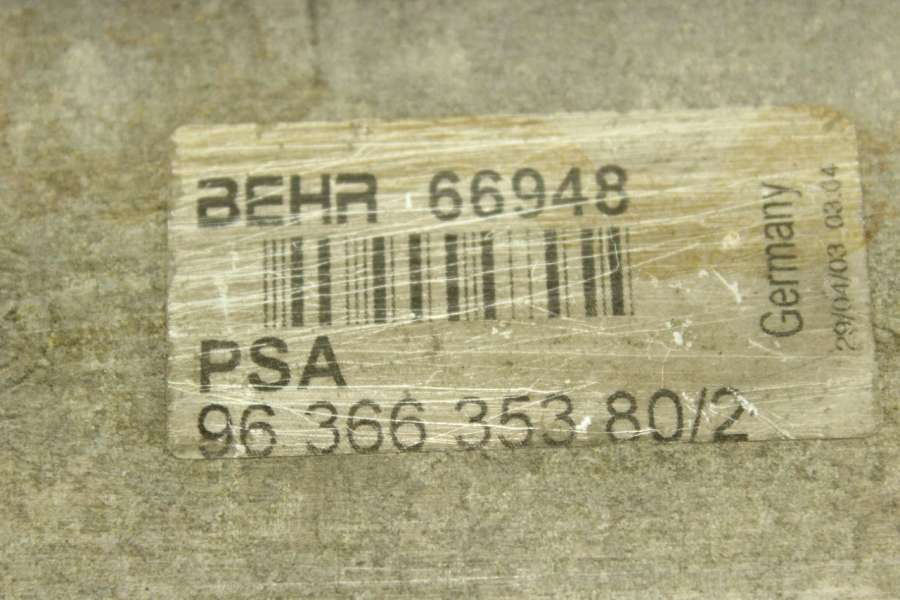 BEHR 66948
PSA
96 366 353 80/2
Germany
29/04/03 03.04